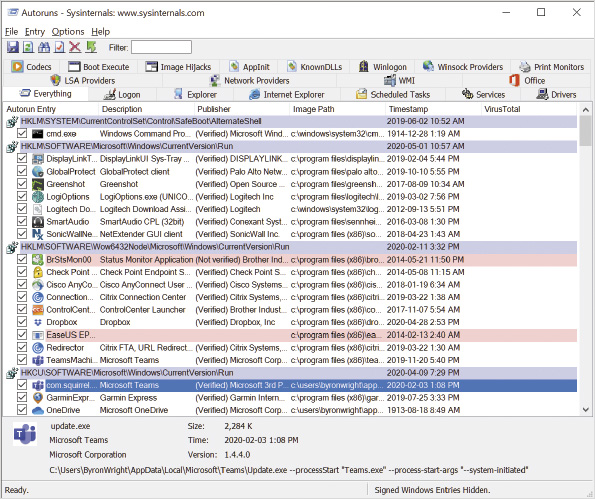 Autoruns - Sysinternals: www.sysinternals.com
File Entry Options Help
Filter:
Codecs Boot Execute Image Hijacks AppInit KnownDLLs Winlogon Winsock Providers Print Monitors
LSA Providers Network Providers WMI Office
Everything Logon Explorer Internet Explorer Scheduled Tasks Services Drivers
Autorun Entry Description Publisher Image Path Timestamp VirusTotal
HKLM\SYSTEM\CurrentControlSet\Control\SafeBoot\AlternateShell 2019-06-02 10:52 AM
cmd.exe Windows Command Pro... (Verified) Microsoft Wind... c:\windows\system32\cm... 1914-12-28 1:19 AM
HKLM\SOFTWARE\Microsoft\Windows\CurrentVersion\Run 2020-05-01 10:57 AM
DisplayLinkT... DisplayLinkUI Sys-Tray ... (Verified) DISPLAYLINK... c:\program files\displaylin... 2019-02-04 5:44 PM
GlobalProtect GlobalProtect client (Verified) Palo Alto Netw... c:\program files\palo alto... 2019-10-10 5:55 PM
Greenshot Greenshot (Verified) Open Source ... c:\program files\greensh... 2017-08-09 10:34 AM
LogiOptions LogiOptions.exe (UNICO... (Verified) Logitech Inc c:\program files\logitech\l... 2019-03-02 7:56 PM
Logitech Do... Logitech Download Assi... (Verified) Logitech c:\windows\system32\log... 2012-09-13 5:51 PM
SmartAudio SmartAudio CPL (32bit) (Verified) Conexant Syst... c:\program files\sennhei... 2016-03-08 1:30 PM
SonicWallNe... NetExtender GUI client (Verified) SonicWall Inc. c:\program files (x86)\so... 2018-04-23 1:43 AM
HKLM\SOFTWARE\Wow6432Node\Microsoft\Windows\CurrentVersion\Run 2020-02-11 3:32 PM
BrStsMon00 Status Monitor Application (Not verified) Brother Ind... c:\program files (x86)\bro... 2014-05-21 11:50 PM
Check Point ... Check Point Endpoint S... (Verified) Check Point S... c:\program files (x86)\ch... 2014-05-08 11:15 AM
Cisco AnyCo... Cisco AnyConnect User ... (Verified) Cisco Systems... c:\program files (x86)\cis... 2018-01-19 6:34 AM
Connection... Citrix Connection Center (Verified) Citrix Systems, ... c:\program files (x86)\citri... 2019-03-22 1:38 AM
ControlCent... ControlCenter Launcher (Verified) Brother Indust... c:\program files (x86)\co... 2017-11-07 5:54 PM
Dropbox Dropbox (Verified) Dropbox, Inc c:\program files (x86)\dro... 2020-04-28 2:53 PM
EaseUS EP... c:\program files (x86)\ea... 2014-02-13 2:40 AM
Redirector Citrix FTA, URL Redirect... (Verified) Citrix Systems, ... c:\program files (x86)\citri... 2019-03-22 1:30 AM
TeamsMachi... Microsoft Teams (Verified) Microsoft Corp... c:\program files (x86)\tea... 2019-11-20 5:40 PM
HKCU\SOFTWARE\Microsoft\Windows\CurrentVersion\Run 2020-04-09 7:29 PM
com.squirrel.... Microsoft Teams (Verified) Microsoft 3rd P... c:\users\byronwright\app... 2020-02-03 1:08 PM
GarminExpr... Garmin Express (Verified) Garmin Intern... c:\program files (x86)\gar... 2019-07-25 3:33 PM
OneDrive Microsoft OneDrive (Verified) Microsoft Corp... c:\users\byronwright\app... 1913-08-18 8:49 AM
update.exe Size: 2,284 K
Microsoft Teams Time: 2020-02-03 1:08 PM
Microsoft Corporation Version: 1.4.4.0
C:\Users\ByronWright\AppData\Local\Microsoft\Teams\Update.exe --processStart "Teams.exe" --process-start-args "--system-initiated"
Ready. Signed Windows Entries Hidden.